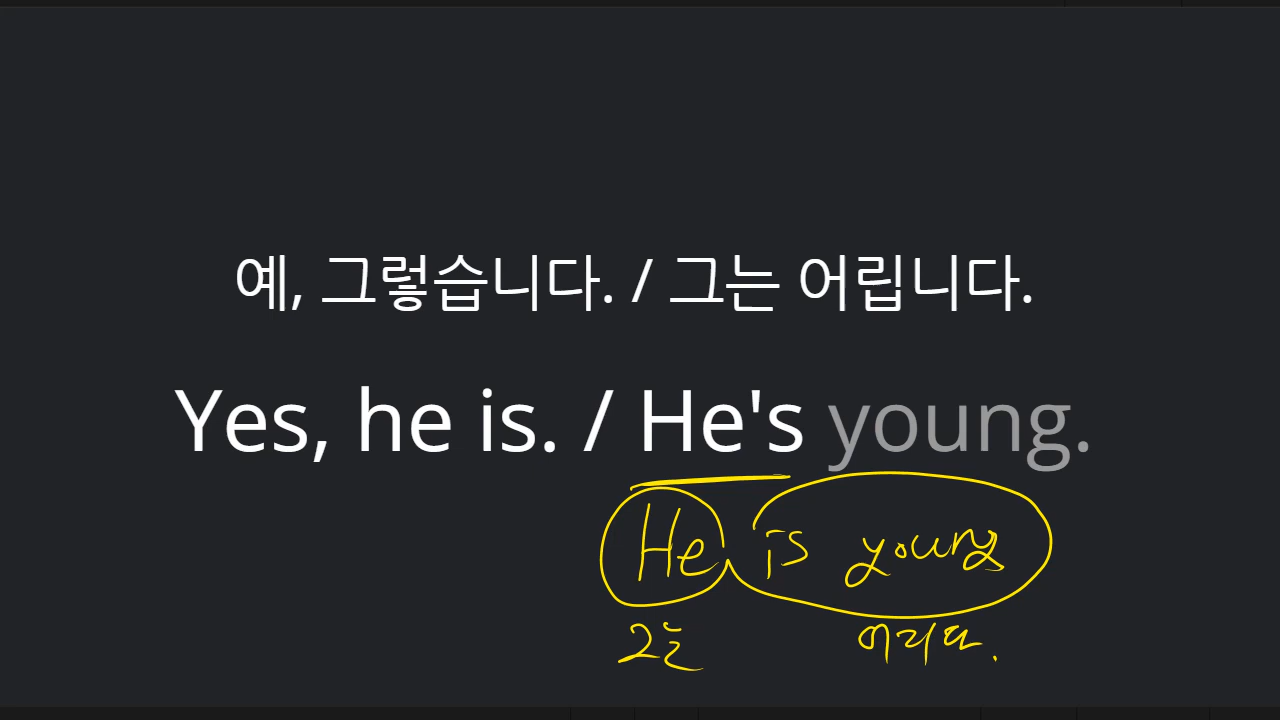 예, 그렇습니다. / 그는 어립니다.
Yes, he is. / He's young.
He is young
그는 어리다.